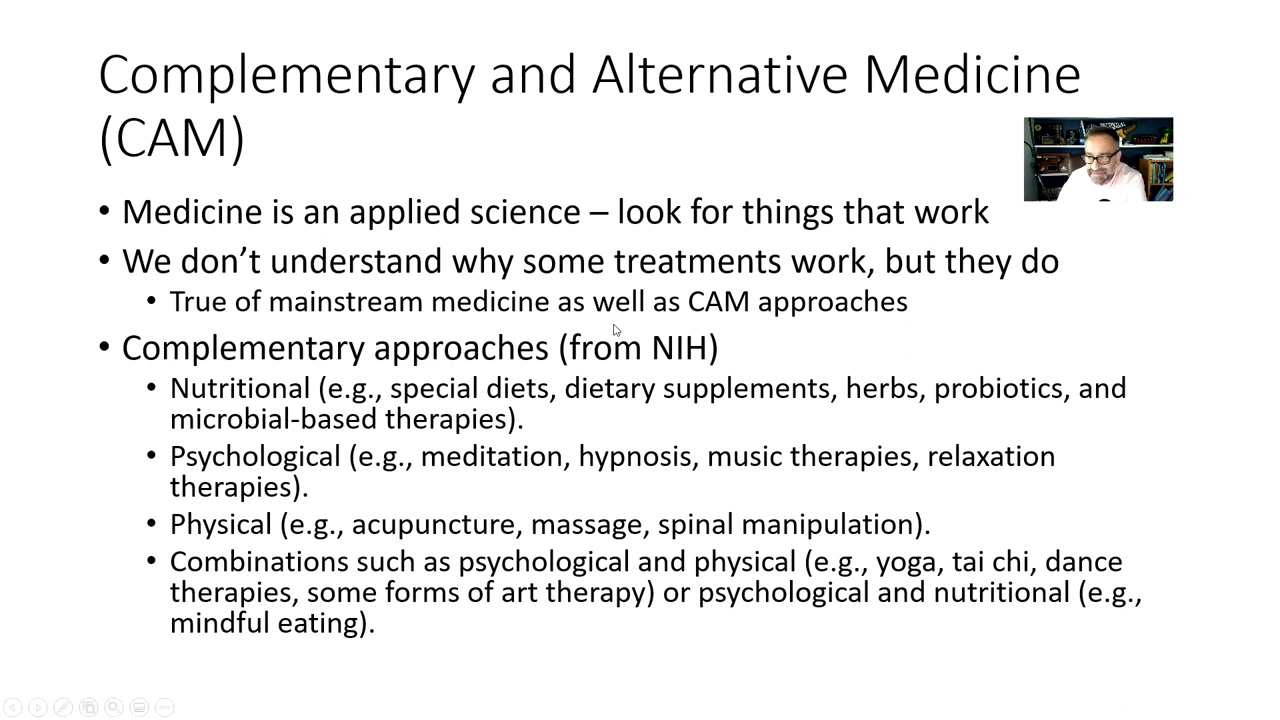 Complementary and Alternative Medicine
(CAM)
• Medicine is an applied science – look for things that work
• We don’t understand why some treatments work, but they do
• True of mainstream medicine as well as CAM approaches
• Complementary approaches (from NIH)
• Nutritional (e.g., special diets, dietary supplements, herbs, probiotics, and
microbial-based therapies).
• Psychological (e.g., meditation, hypnosis, music therapies, relaxation
therapies).
• Physical (e.g., acupuncture, massage, spinal manipulation).
• Combinations such as psychological and physical (e.g., yoga, tai chi, dance
therapies, some forms of art therapy) or psychological and nutritional (e.g.,
mindful eating).